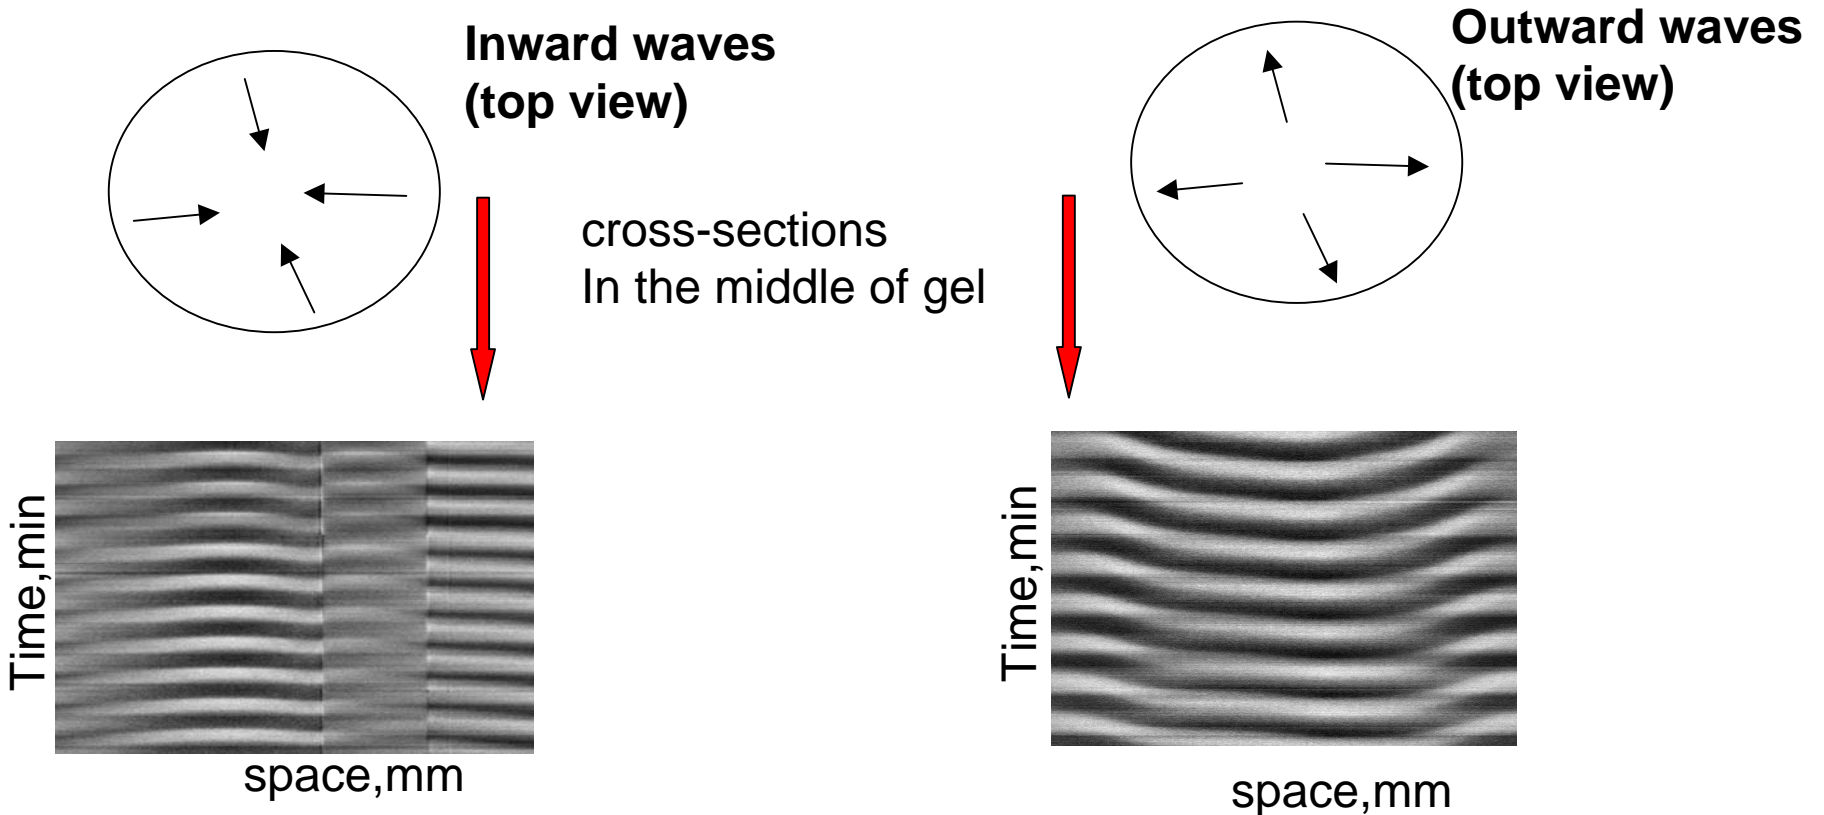 Inward waves
(top view)
Outward waves
(top view)
cross-sections
In the middle of gel
Time,min
space,mm
Time,min
space,mm